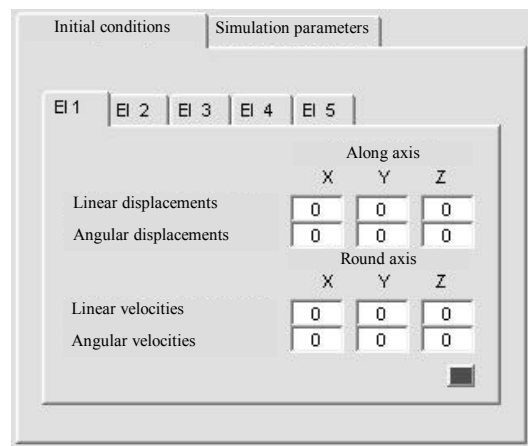 Initial conditions Simulation parameters
El 1 El 2 El 3 El 4 El 5
Along axis
X Y Z
Linear displacements 0 0 0
Angular displacements 0 0 0
Round axis
X Y Z
Linear velocities 0 0 0
Angular velocities 0 0 0